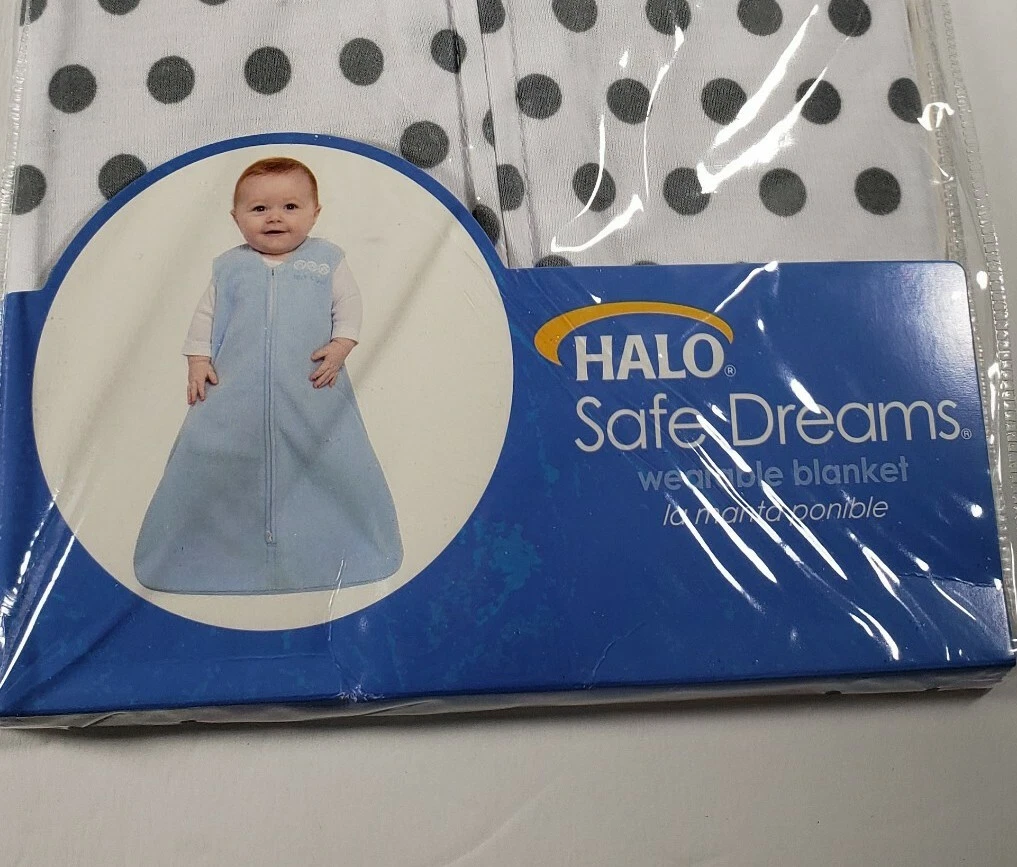 HALO®
Safe Dreams®
wearable blanket
la manta ponible